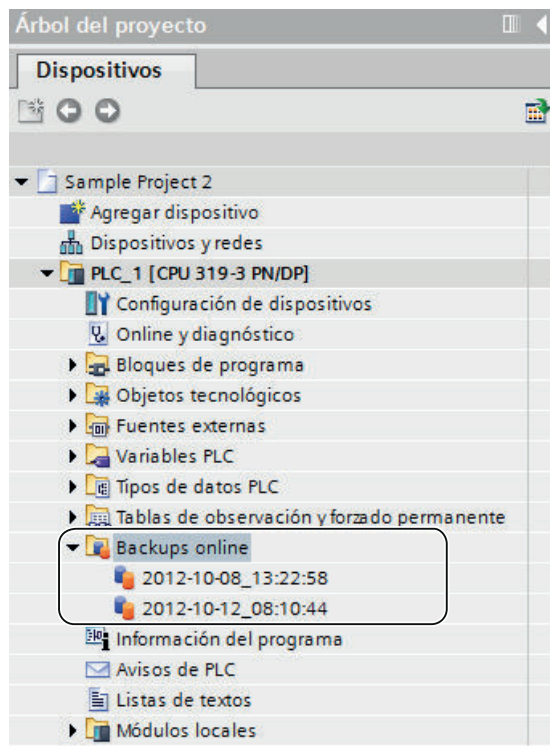 Árbol del proyecto
Dispositivos
Sample Project 2
Agregar dispositivo
Dispositivos y redes
PLC_1 [CPU 319-3 PN/DP]
Configuración de dispositivos
Online y diagnóstico
Bloques de programa
Objetos tecnológicos
Fuentes externas
Variables PLC
Tipos de datos PLC
Tablas de observación y forzado permanente
Backups online
2012-10-08_13:22:58
2012-10-12_08:10:44
Información del programa
Avisos de PLC
Listas de textos
Módulos locales